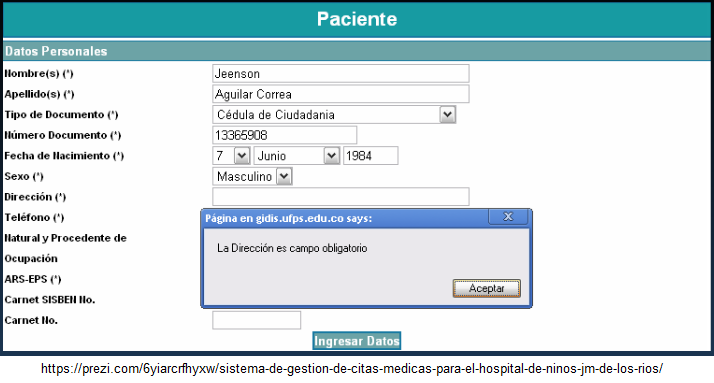 Paciente
Datos Personales
Nombre(s) (*) Jeenson
Apellido(s) (*) Aguilar Correa
Tipo de Documento (*) Cédula de Ciudadania
Número Documento (*) 13365908
Fecha de Nacimiento (*) 7 Junio 1984
Sexo (*) Masculino
Dirección (*)
Teléfono (*)
Natural y Procedente de
Ocupación
ARS-EPS (*)
Carnet SISBEN No.
Carnet No.
Página en gidis.ufps.edu.co says:
La Dirección es campo obligatorio
Aceptar
Ingresar Datos
https://prezi.com/6yiarcrfhyxw/sistema-de-gestion-de-citas-medicas-para-el-hospital-de-ninos-jm-de-los-rios/